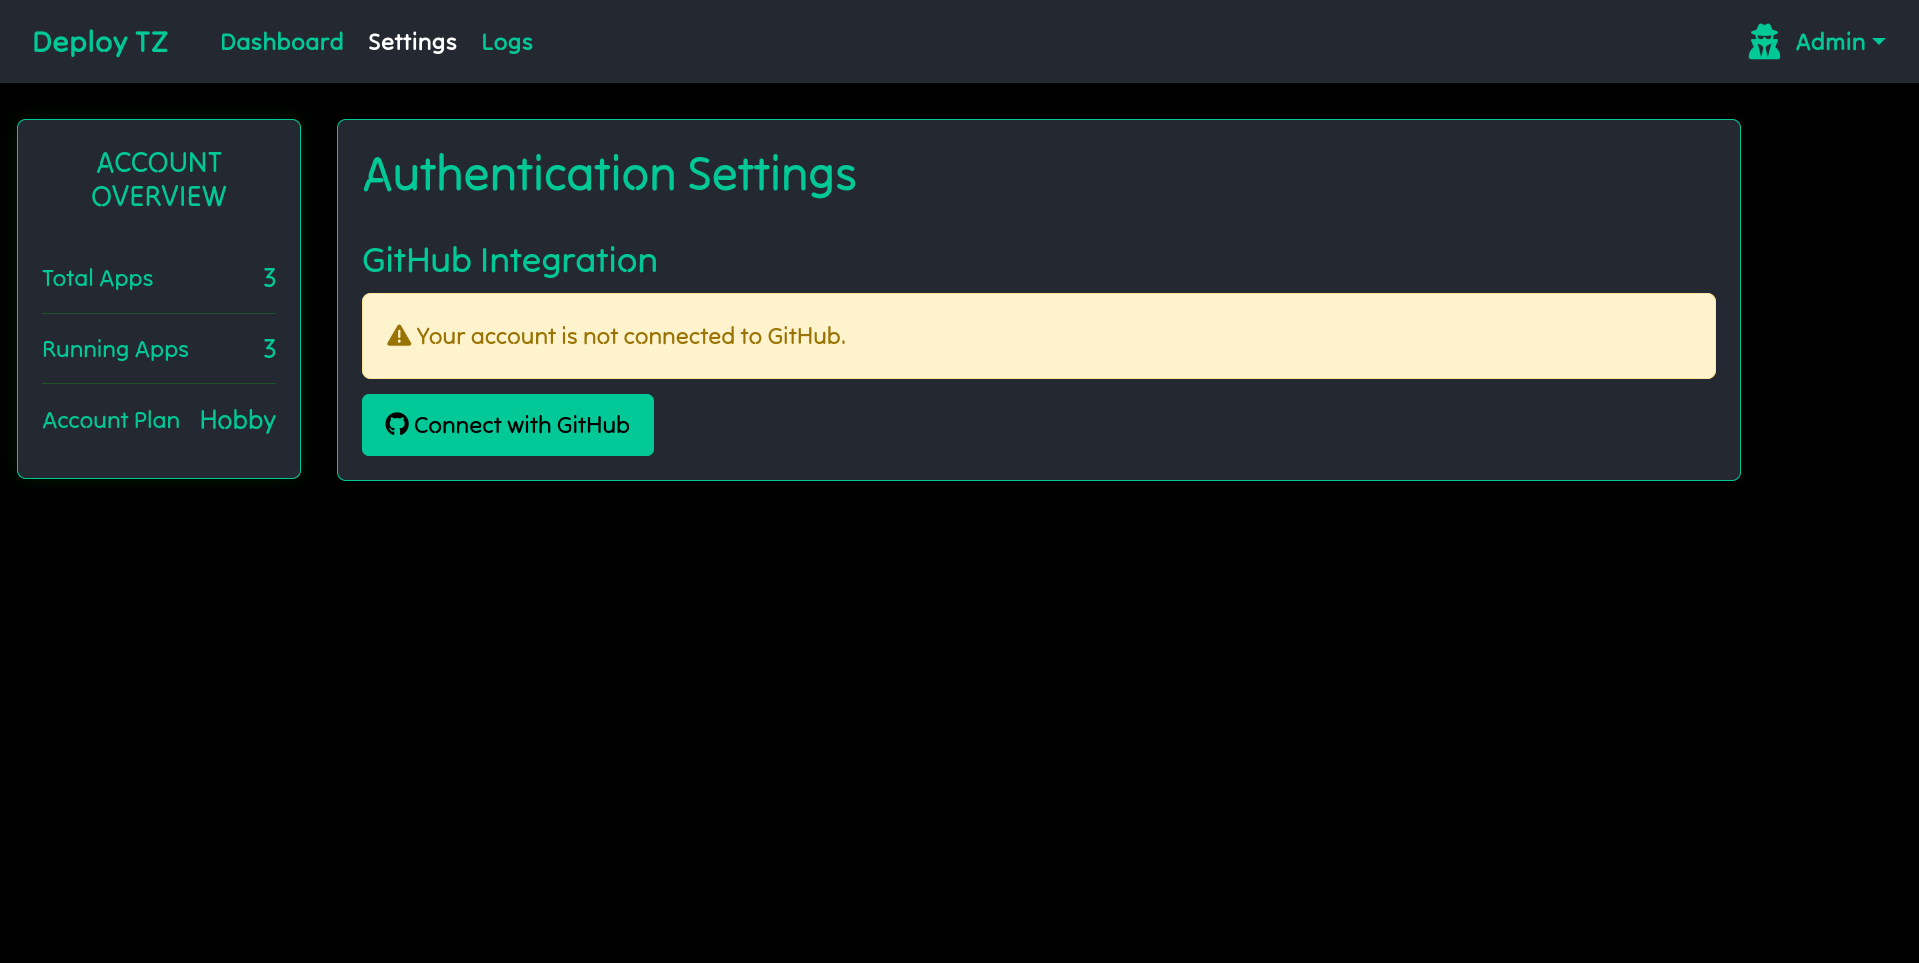 Deploy TZ Dashboard Settings Logs Admin
ACCOUNT
OVERVIEW
Total Apps 3
Running Apps 3
Account Plan Hobby
Authentication Settings
GitHub Integration
Your account is not connected to GitHub.
Connect with GitHub